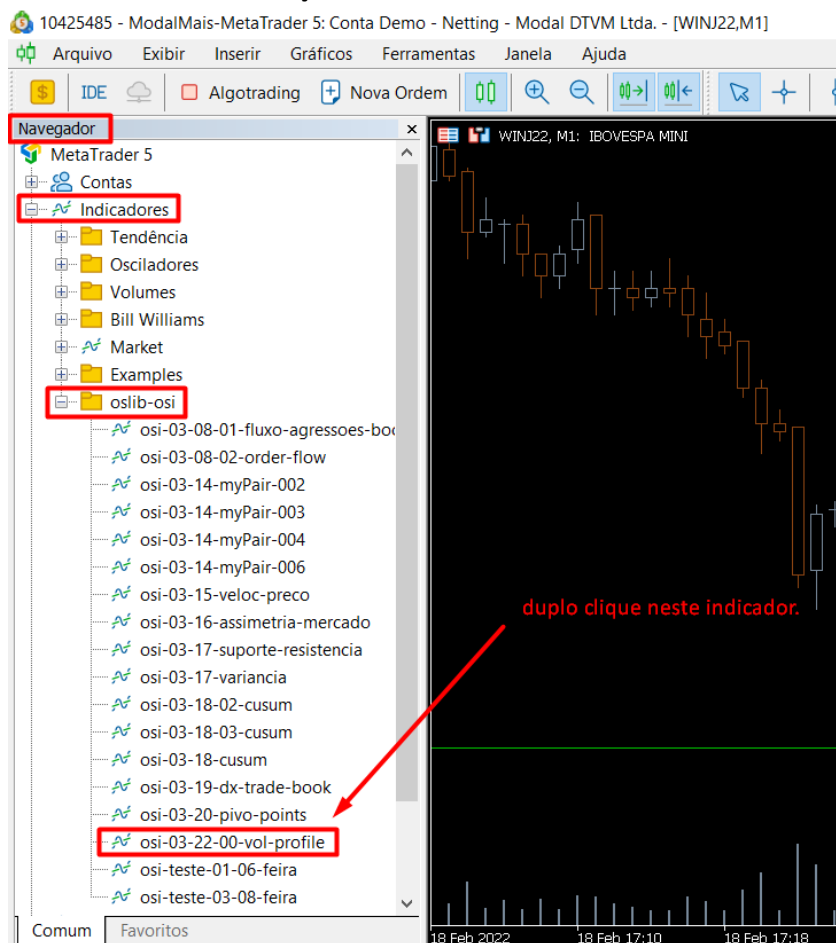 10425485 - ModalMais-MetaTrader 5: Conta Demo - Netting - Modal DTVM Ltda. - [WINJ22,M1]
Arquivo Exibir Inserir Gráficos Ferramentas Janela Ajuda
IDE Algotrading Nova Ordem
Navegador
WINJ22, M1: IBOVESPA MINI
MetaTrader 5
Contas
Indicadores
Tendência
Osciladores
Volumes
Bill Williams
Market
Examples
oslib-osi
osi-03-08-01-fluxo-agressoes-boo
osi-03-08-02-order-flow
osi-03-14-myPair-002
osi-03-14-myPair-003
osi-03-14-myPair-004
osi-03-14-myPair-006
osi-03-15-veloc-preco
duplo clique neste indicador.
osi-03-16-assimetria-mercado
osi-03-17-suporte-resistencia
osi-03-17-variancia
osi-03-18-02-cusum
osi-03-18-03-cusum
osi-03-18-cusum
osi-03-19-dx-trade-book
osi-03-20-pivo-points
osi-03-22-00-vol-profile
osi-teste-01-06-feira
osi-teste-03-08-feira
Comum Favoritos
18 Feb 2022 18 Feb 17:10 18 Feb 17:18